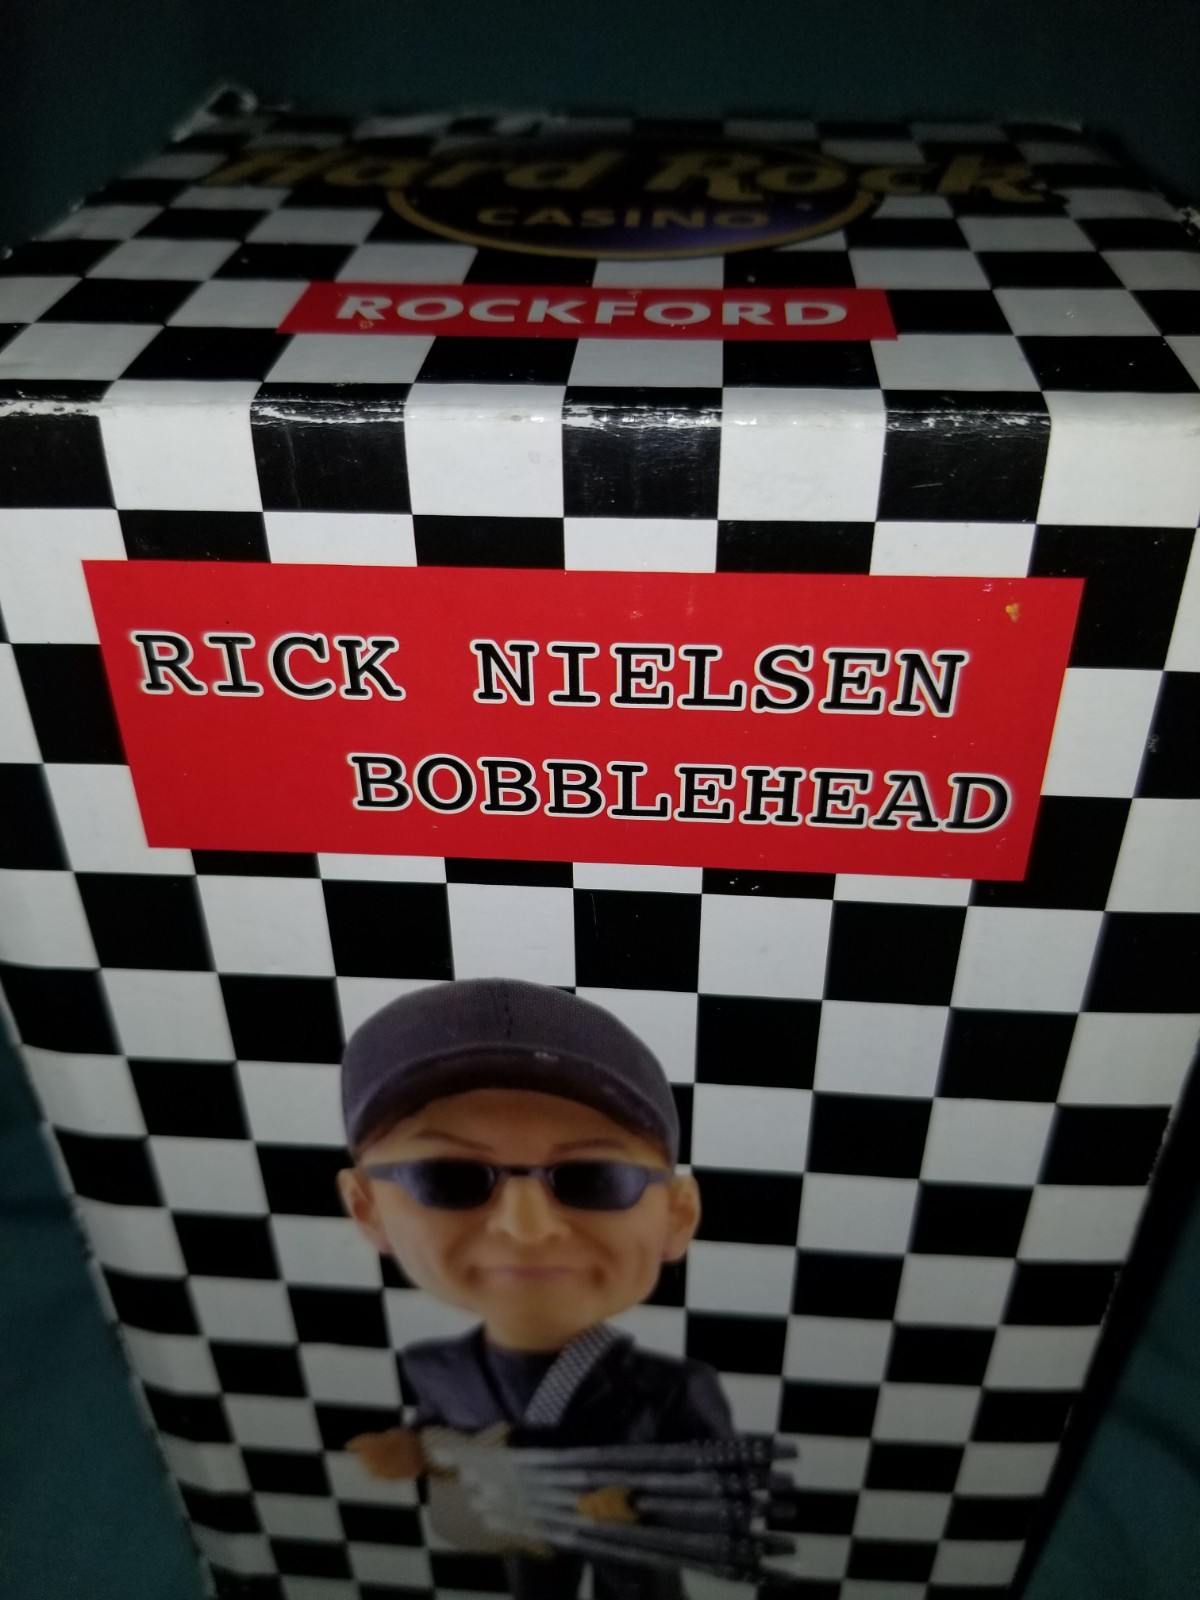 Hard Rock
CASINO
ROCKFORD
RICK NIELSEN
BOBBLEHEAD